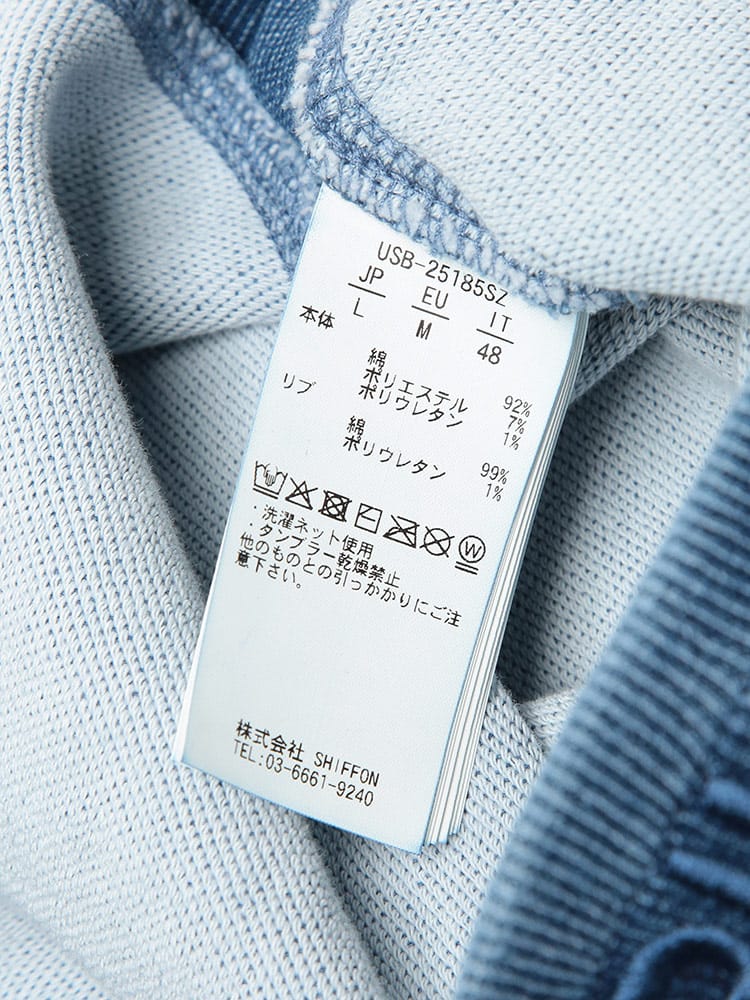 USB-25185SZ
JP EU IT
L M 48
本体
綿 92%
ポリエステル 7%
ポリウレタン 1%
リブ
綿 99%
ポリウレタン 1%
W
・洗濯ネット使用
・タンブラー乾燥禁止
他のものとの引っかかりにご注
意下さい。
株式会社 SHIFFON
TEL:03-6661-9240